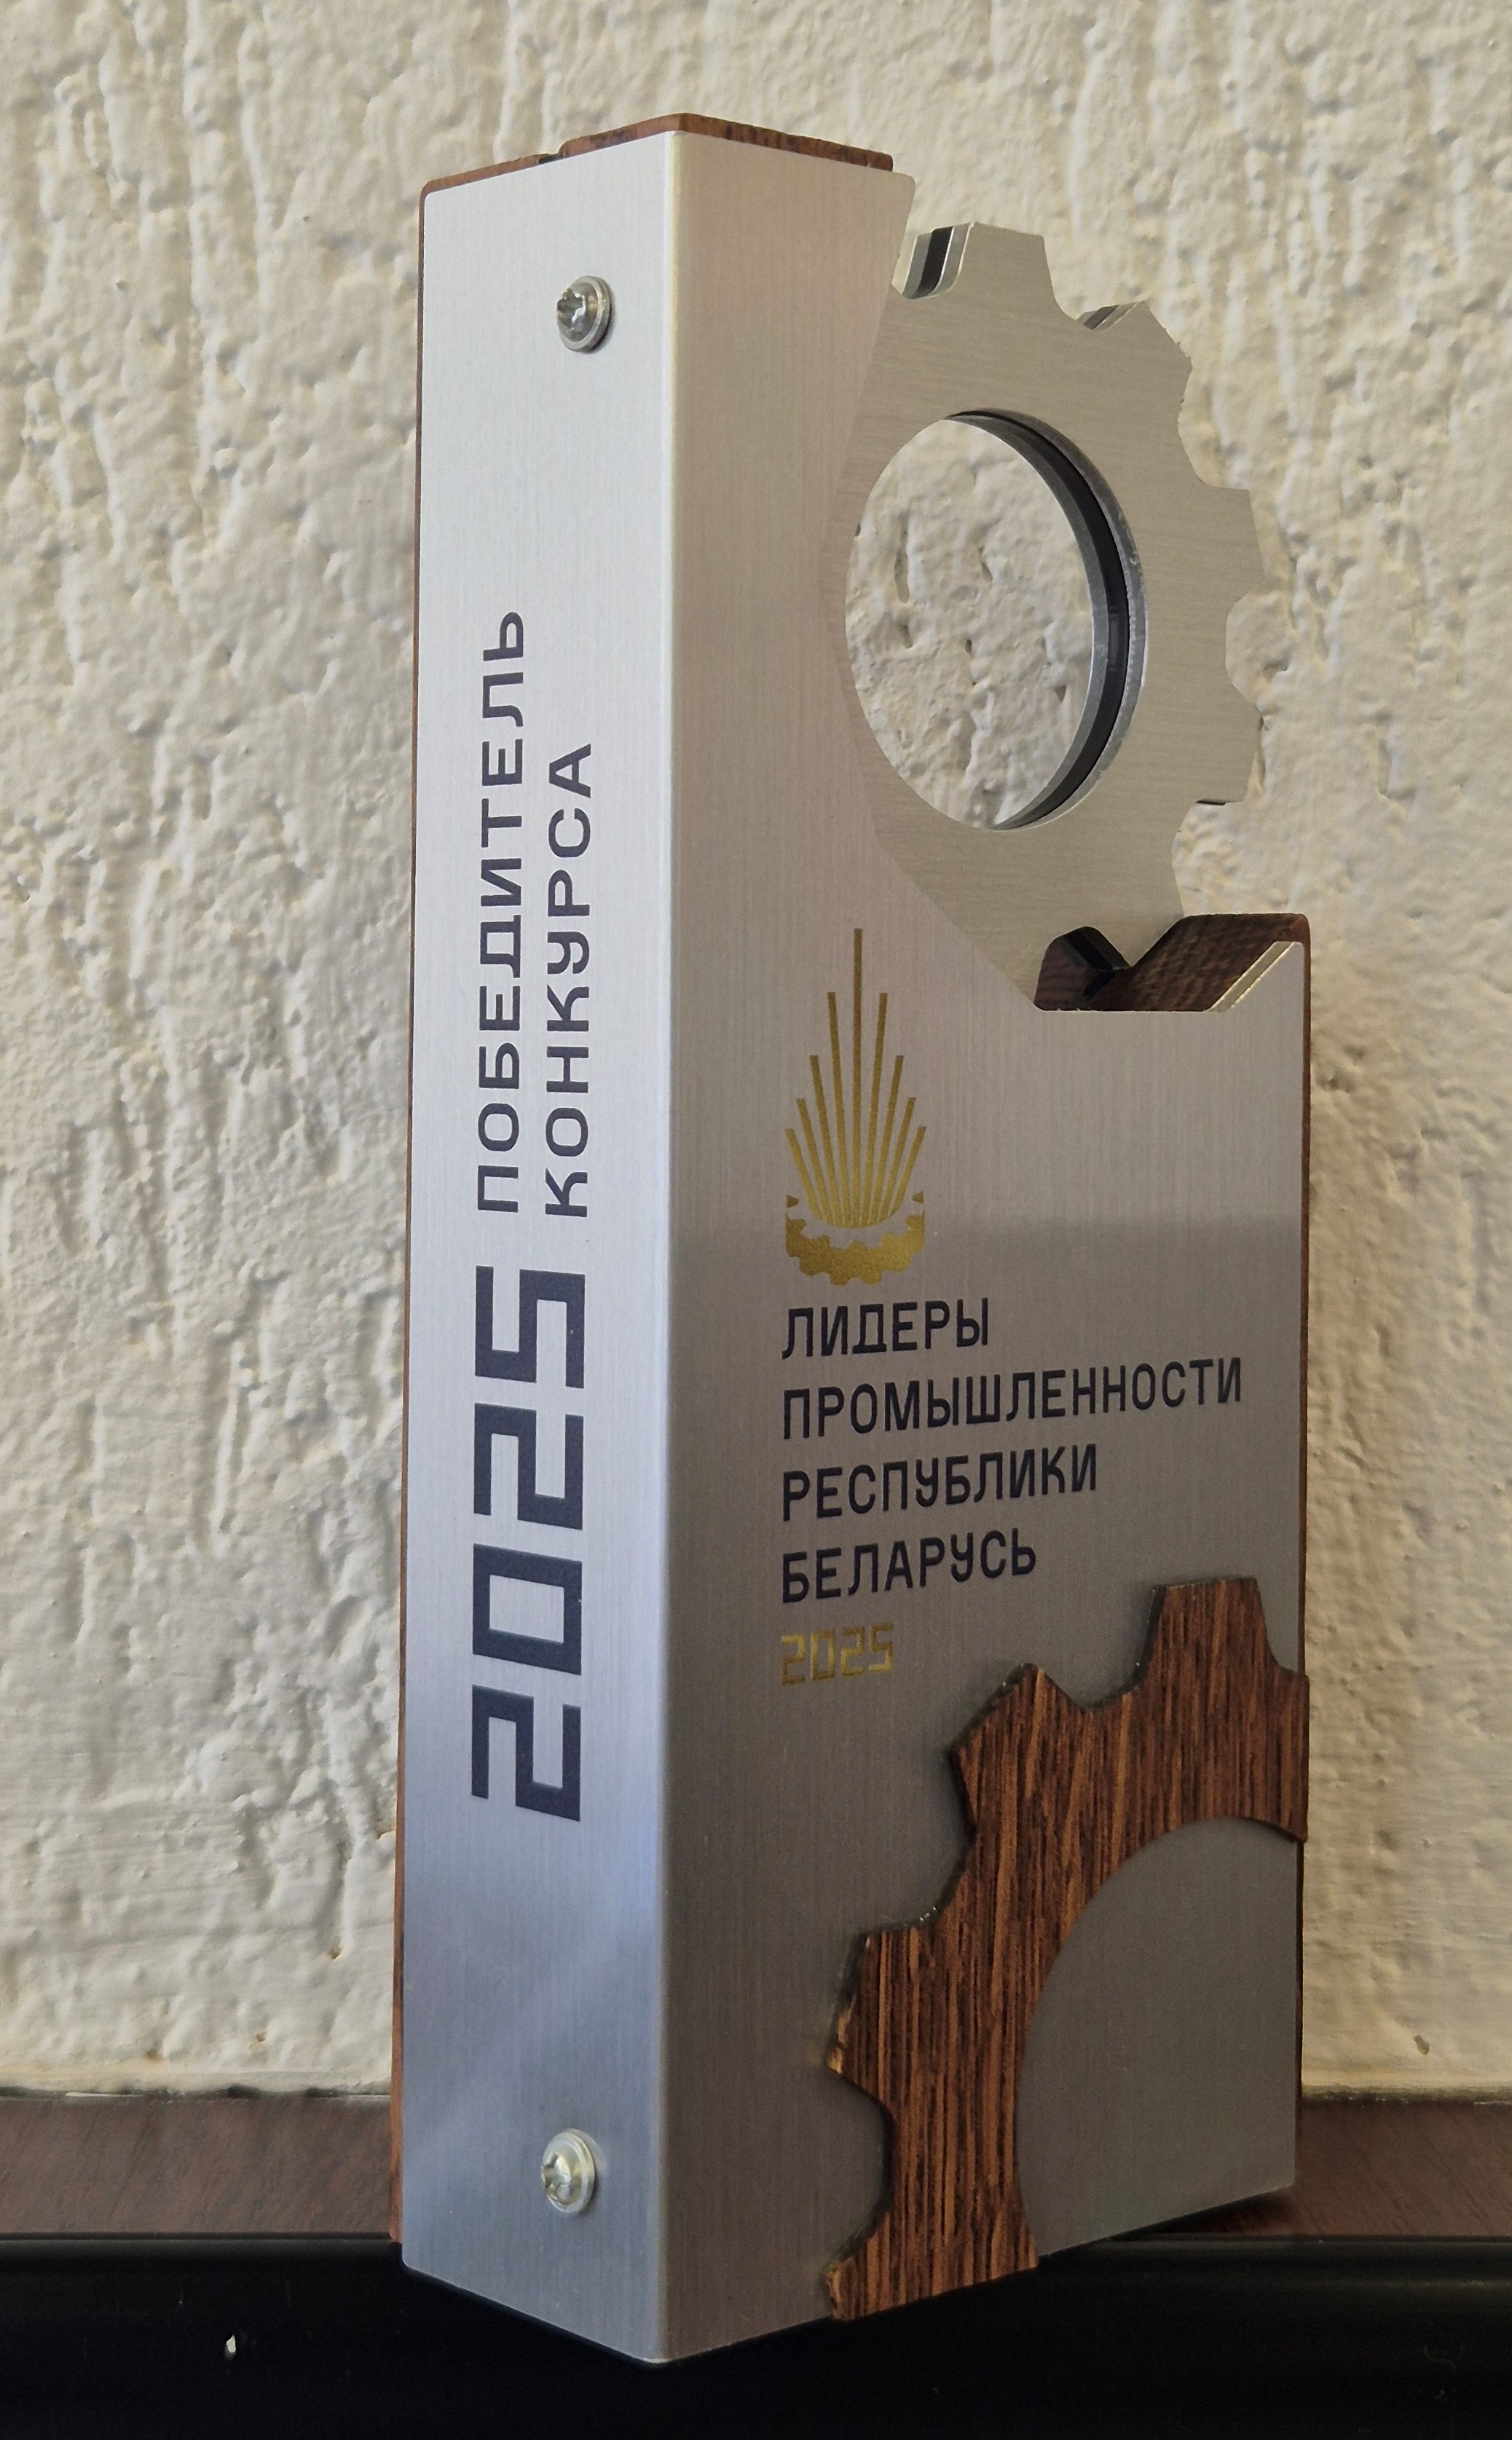 2025
ПОБЕДИТЕЛЬ
КОНКУРСА
ЛИДЕРЫ
ПРОМЫШЛЕННОСТИ
РЕСПУБЛИКИ
БЕЛАРУСЬ
2025